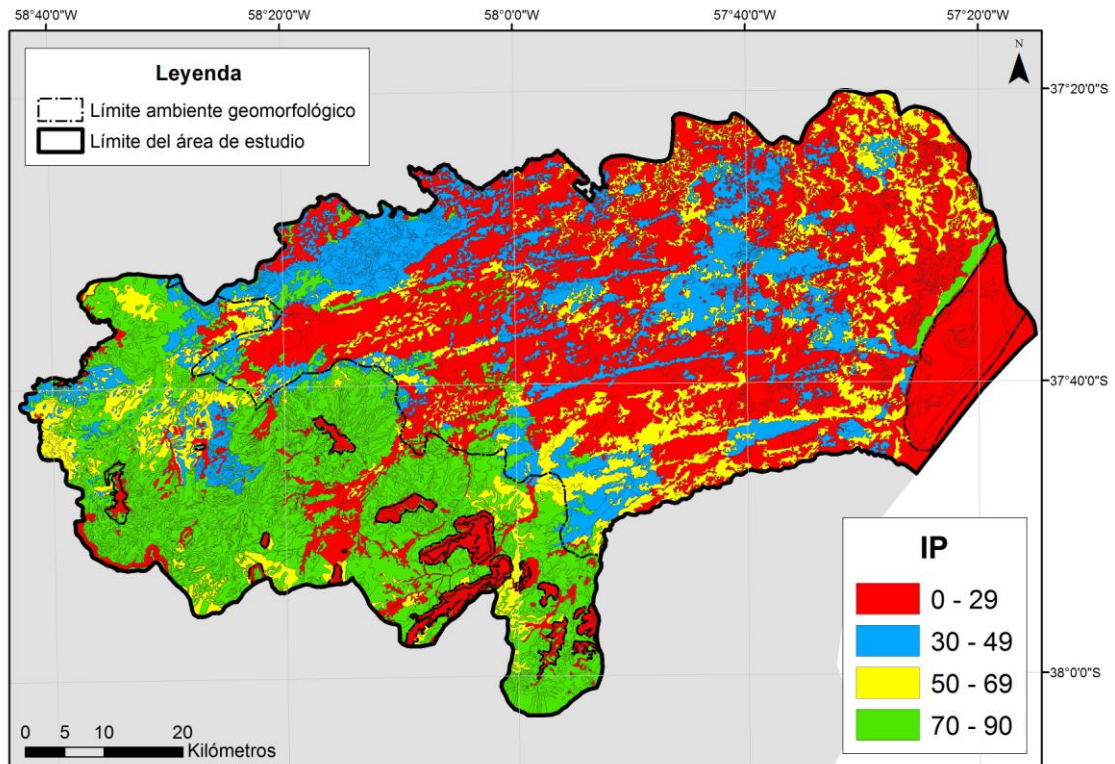 58°40'0"W
58°20'0"W
58°0'0"W
57°40'0"W
57°20'0"W
Leyenda
Límite ambiente geomorfológico
Límite del área de estudio
N
37°20'0"S
37°40'0"S
38°0'0"S
IP
0 - 29
30 - 49
50 - 69
70 - 90
0 5 10 20
Kilómetros